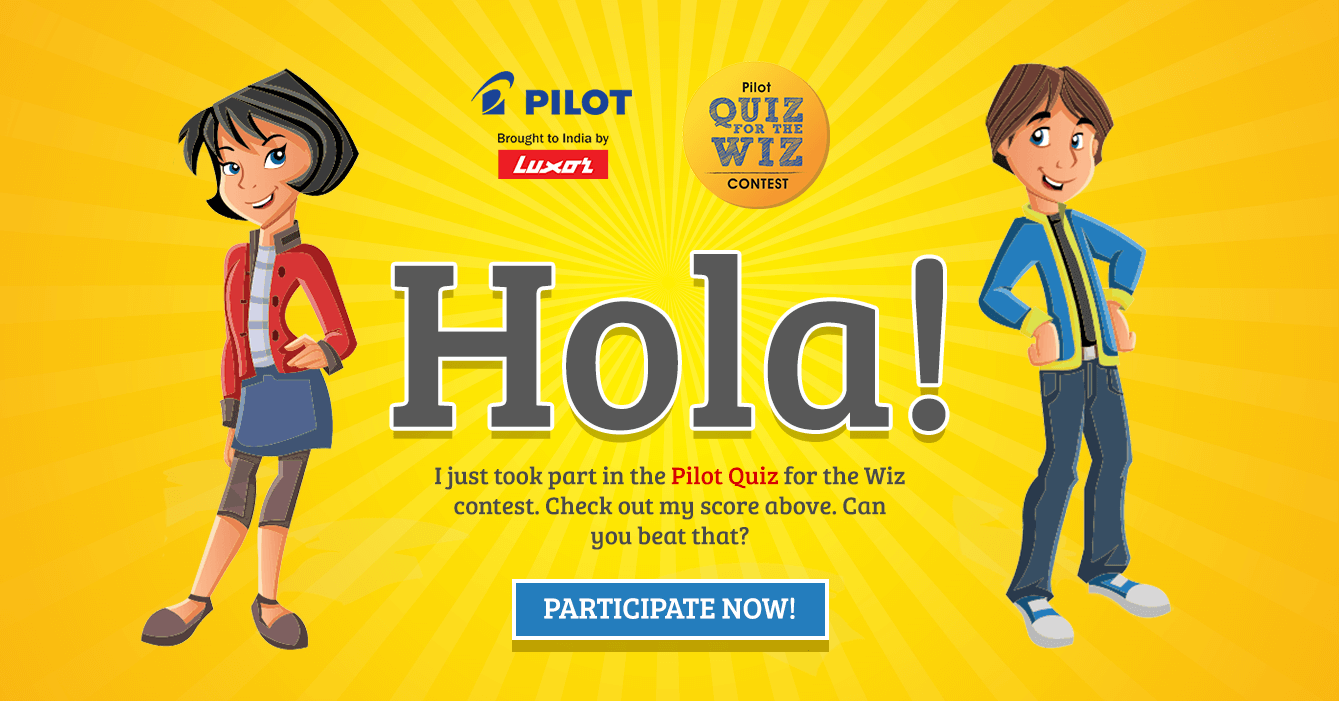 PILOT
Brought to India by
Luxor
Pilot
QUIZ
FOR THE
WIZ
CONTEST
Hola!
I just took part in the Pilot Quiz for the Wiz
contest. Check out my score above. Can
you beat that?
PARTICIPATE NOW!